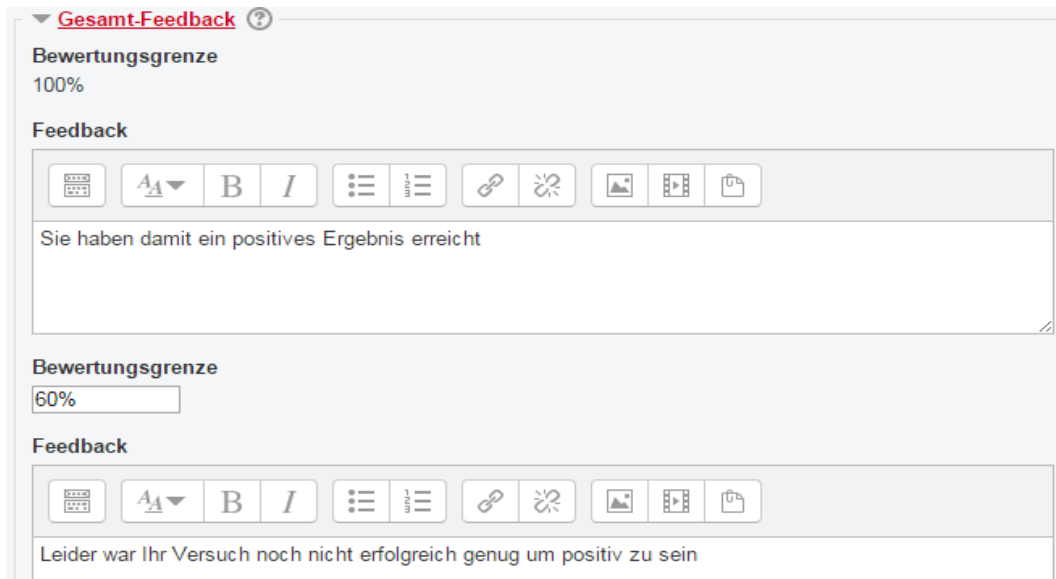 Gesamt-Feedback
Bewertungsgrenze
100%
Feedback
Sie haben damit ein positives Ergebnis erreicht
Bewertungsgrenze
60%
Feedback
Leider war Ihr Versuch noch nicht erfolgreich genug um positiv zu sein